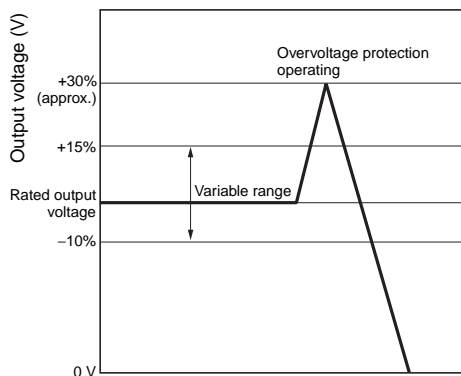 Output voltage (V)
Overvoltage protection
operating
+30%
(approx.)
+15%
Rated output
voltage
Variable range
−10%
0 V